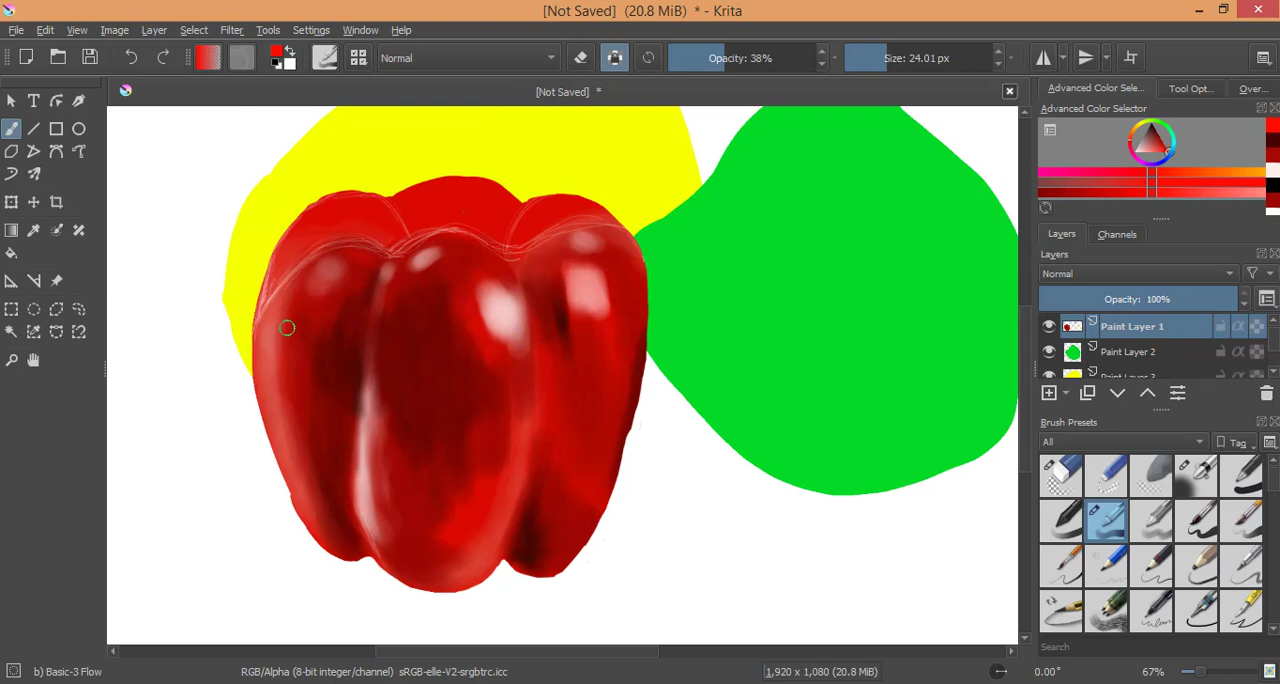 [Not Saved] (20.8 MiB) * - Krita
File Edit View Image Layer Select Filter Tools Settings Window Help
Normal
Opacity: 38%
Size: 24.01 px
[Not Saved] *
Advanced Color Sele...
Tool Opt...
Over...
Advanced Color Selector
Layers
Channels
Layers
Normal
Opacity: 100%
Paint Layer 1
Paint Layer 2
Brush Presets
All
Tag
Search
b) Basic-3 Flow
RGB/Alpha (8-bit integer/channel) sRGB-elle-V2-srgbtrc.icc
1,920 x 1,080 (20.8 MiB)
0.00°
67%